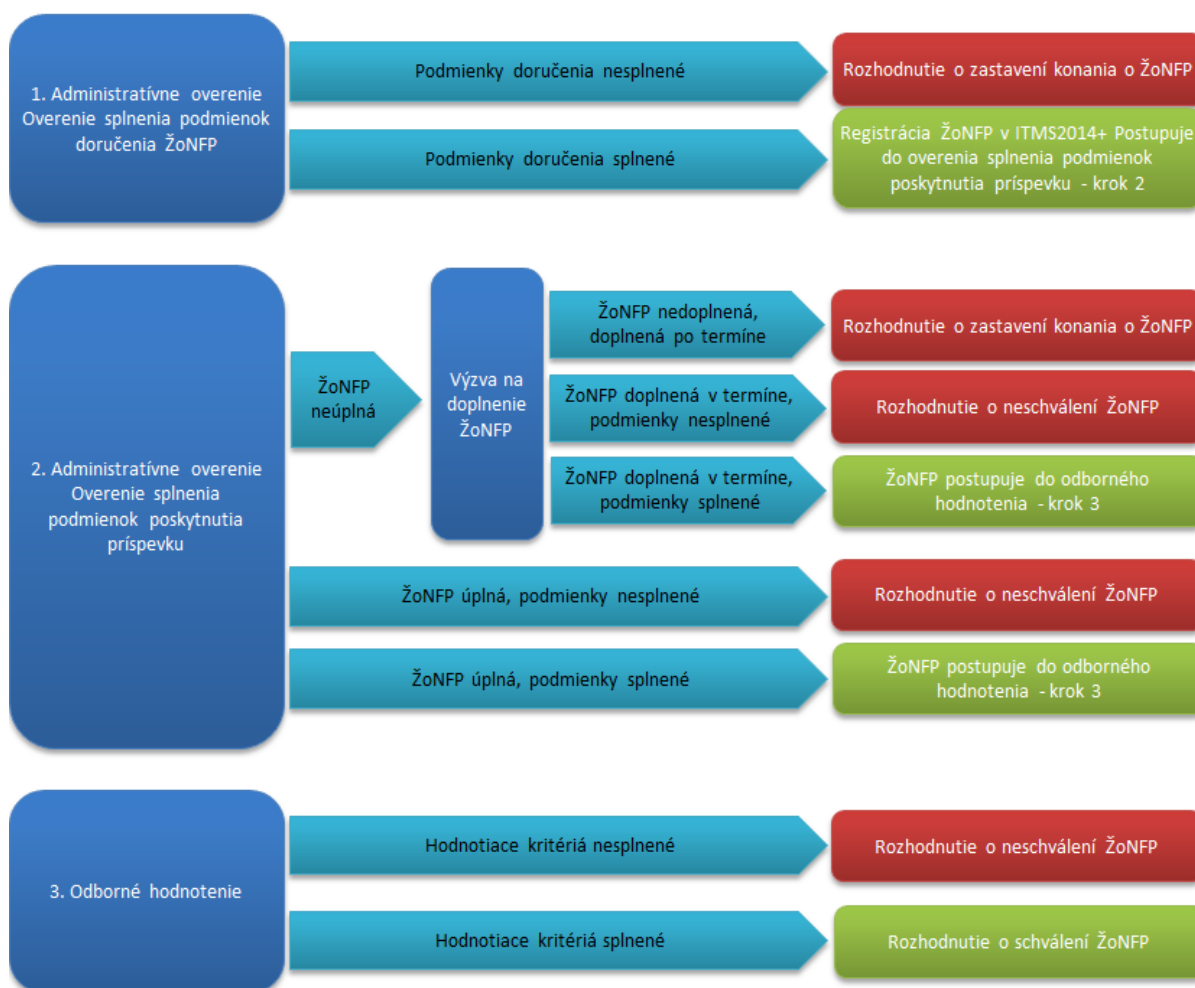 1. Administratívne overenie
Overenie splnenia podmienok
doručenia ŽoNFP
Podmienky doručenia nesplnené
Rozhodnutie o zastavení konania o ŽoNFP
Podmienky doručenia splnené
Registrácia ŽoNFP v ITMS2014+ Postupuje
do overenia splnenia podmienok
poskytnutia príspevku - krok 2
2. Administratívne overenie
Overenie splnenia
podmienok poskytnutia
príspevku
ŽoNFP
neúplná
Výzva na
doplnenie
ŽoNFP
ŽoNFP nedoplnená,
doplnená po termíne
Rozhodnutie o zastavení konania o ŽoNFP
ŽoNFP doplnená v termíne,
podmienky nesplnené
Rozhodnutie o neschválení ŽoNFP
ŽoNFP doplnená v termíne,
podmienky splnené
ŽoNFP postupuje do odborného
hodnotenia - krok 3
ŽoNFP úplná, podmienky nesplnené
Rozhodnutie o neschválení ŽoNFP
ŽoNFP úplná, podmienky splnené
ŽoNFP postupuje do odborného
hodnotenia - krok 3
3. Odborné hodnotenie
Hodnotiace kritériá nesplnené
Rozhodnutie o neschválení ŽoNFP
Hodnotiace kritériá splnené
Rozhodnutie o schválení ŽoNFP